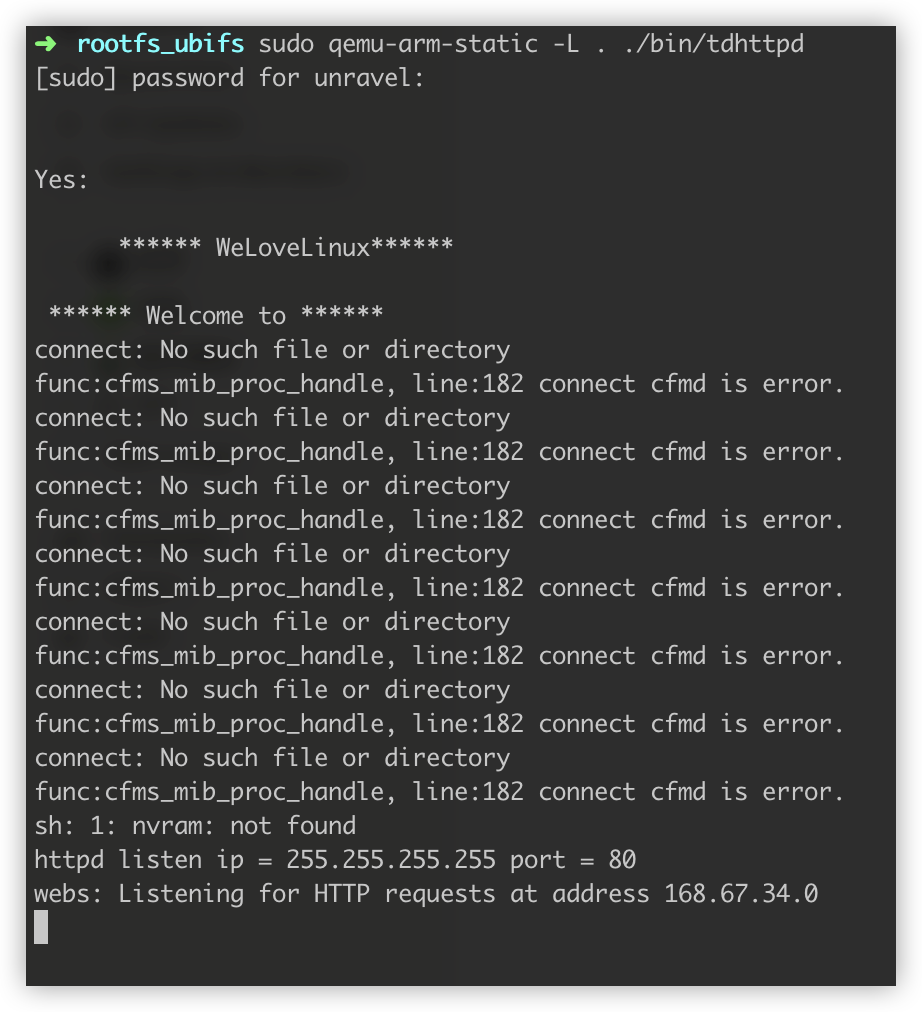 ➜ rootfs_ubifs sudo qemu-arm-static -L . ./bin/tdhttpd
[sudo] password for unravel:
Yes:
****** WeLoveLinux******
****** Welcome to ******
connect: No such file or directory
func:cfms_mib_proc_handle, line:182 connect cfmd is error.
connect: No such file or directory
func:cfms_mib_proc_handle, line:182 connect cfmd is error.
connect: No such file or directory
func:cfms_mib_proc_handle, line:182 connect cfmd is error.
connect: No such file or directory
func:cfms_mib_proc_handle, line:182 connect cfmd is error.
connect: No such file or directory
func:cfms_mib_proc_handle, line:182 connect cfmd is error.
connect: No such file or directory
func:cfms_mib_proc_handle, line:182 connect cfmd is error.
connect: No such file or directory
func:cfms_mib_proc_handle, line:182 connect cfmd is error.
sh: 1: nvram: not found
httpd listen ip = 255.255.255.255 port = 80
webs: Listening for HTTP requests at address 168.67.34.0